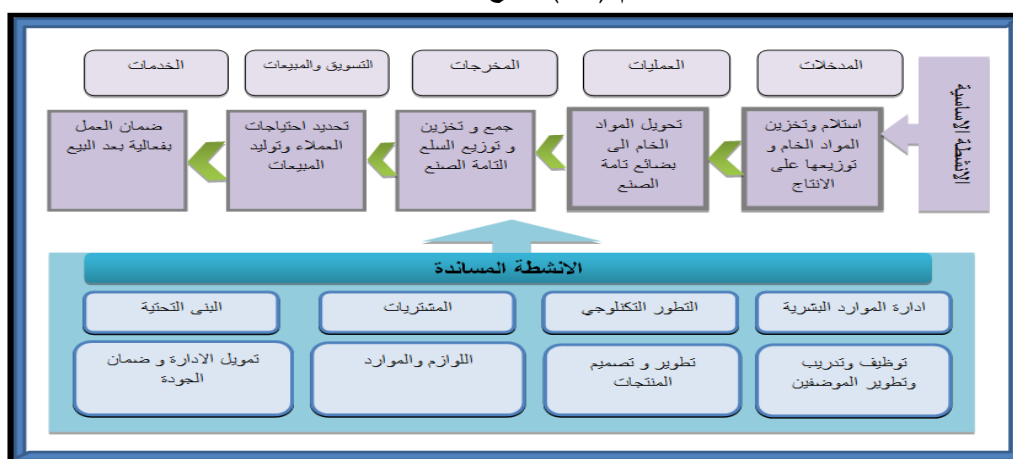 المدخلات
العمليات
المخرجات
التسويق والمبيعات
الخدمات
الانشطة الاساسية
استلام وتخزين
المواد الخام و
توزيعها على
الانتاج
تحويل المواد
الخام الى
بضائع تامة
الصنع
جمع و تخزين
و توزيع السلع
التامة الصنع
تحديد احتياجات
العملاء وتوليد
المبيعات
ضمان العمل
بفعالية بعد البيع
الانشطة المساندة
ادارة الموارد البشرية
التطور التكنلوجي
المشتريات
البنى التحتية
توظيف وتدريب
وتطوير الموضفين
تطوير و تصميم
المنتجات
اللوازم والموارد
تمويل الادارة و ضمان
الجودة